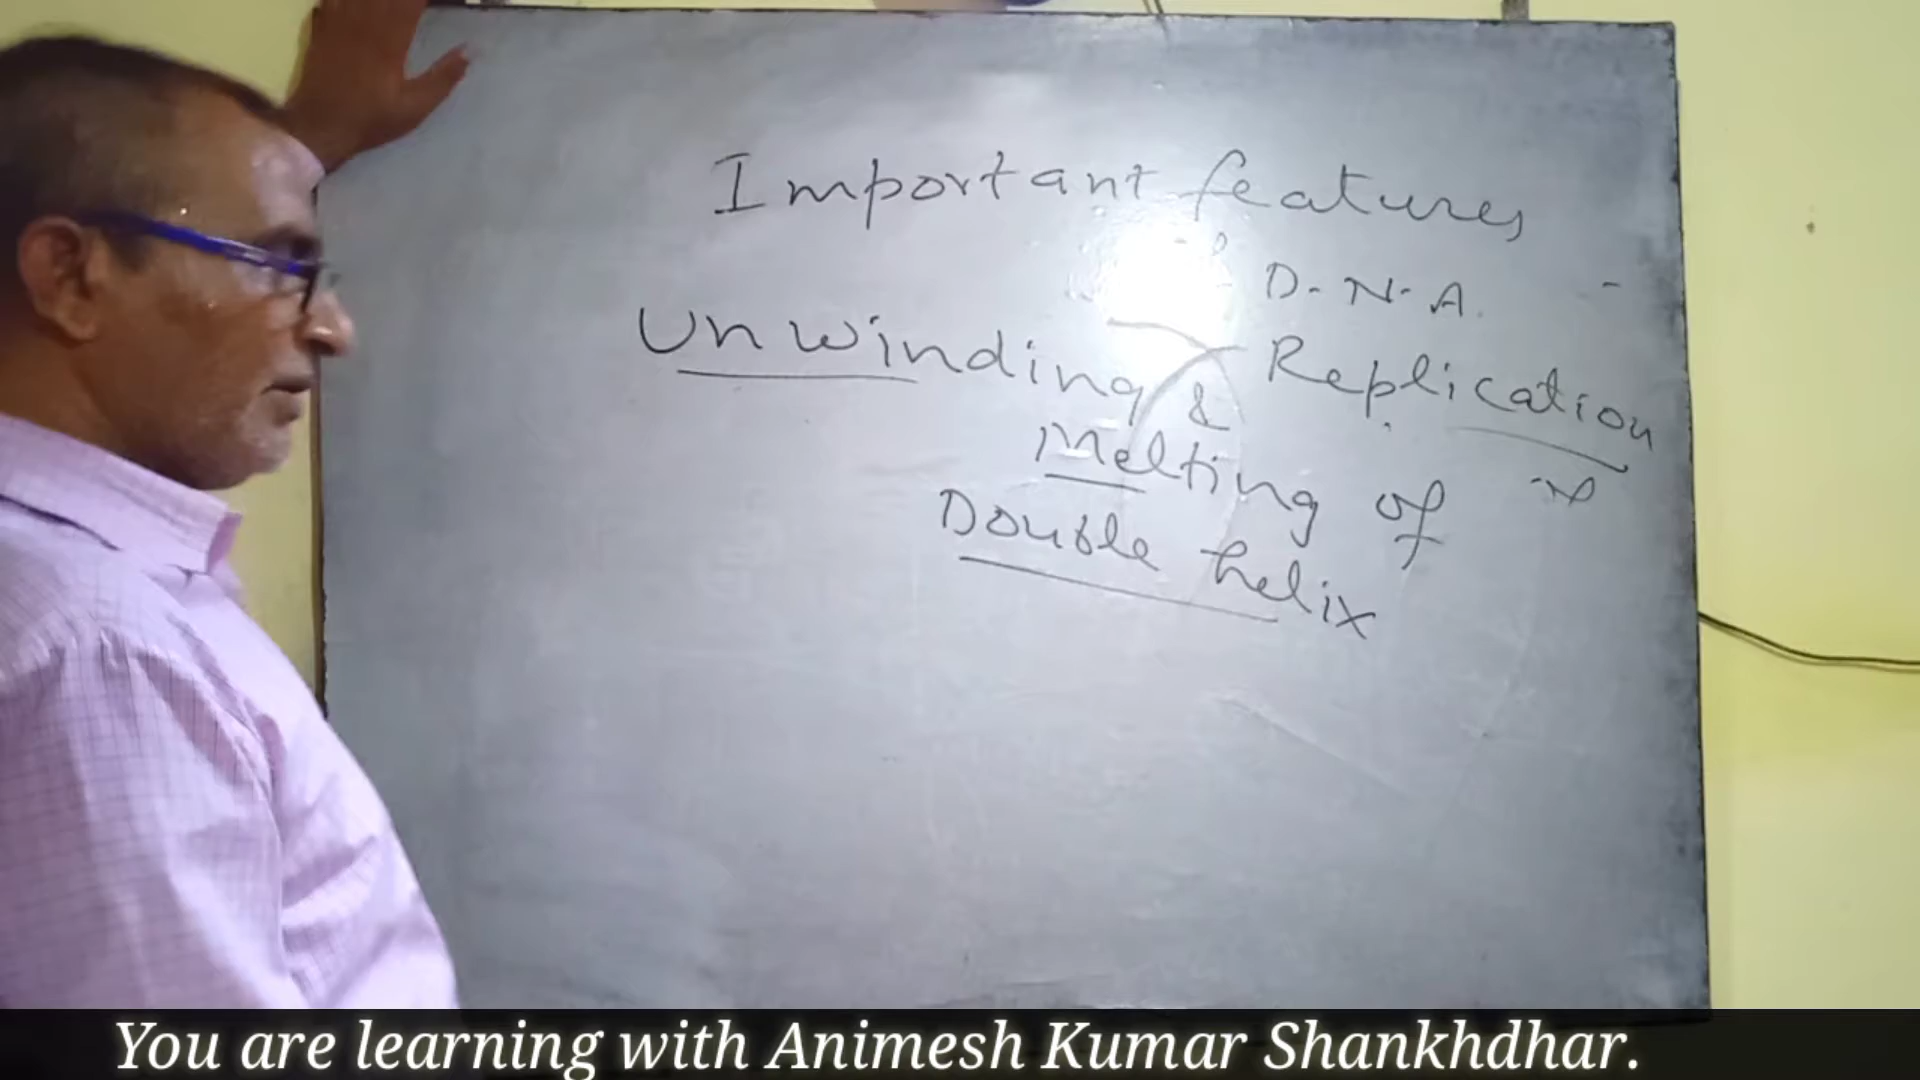 Important features
D.N.A.
Replication
Unwinding &
Melting of
Double helix
You are learning with Animesh Kumar Shankhdhar.